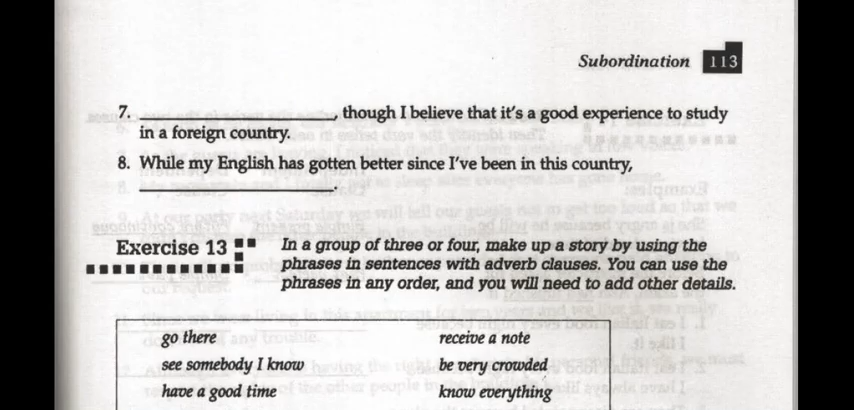 Subordination 113
7. ____________________, though I believe that it's a good experience to study
in a foreign country.
8. While my English has gotten better since I've been in this country,
____________________.
Exercise 13
In a group of three or four, make up a story by using the
phrases in sentences with adverb clauses. You can use the
phrases in any order, and you will need to add other details.
go there receive a note
see somebody I know be very crowded
have a good time know everything